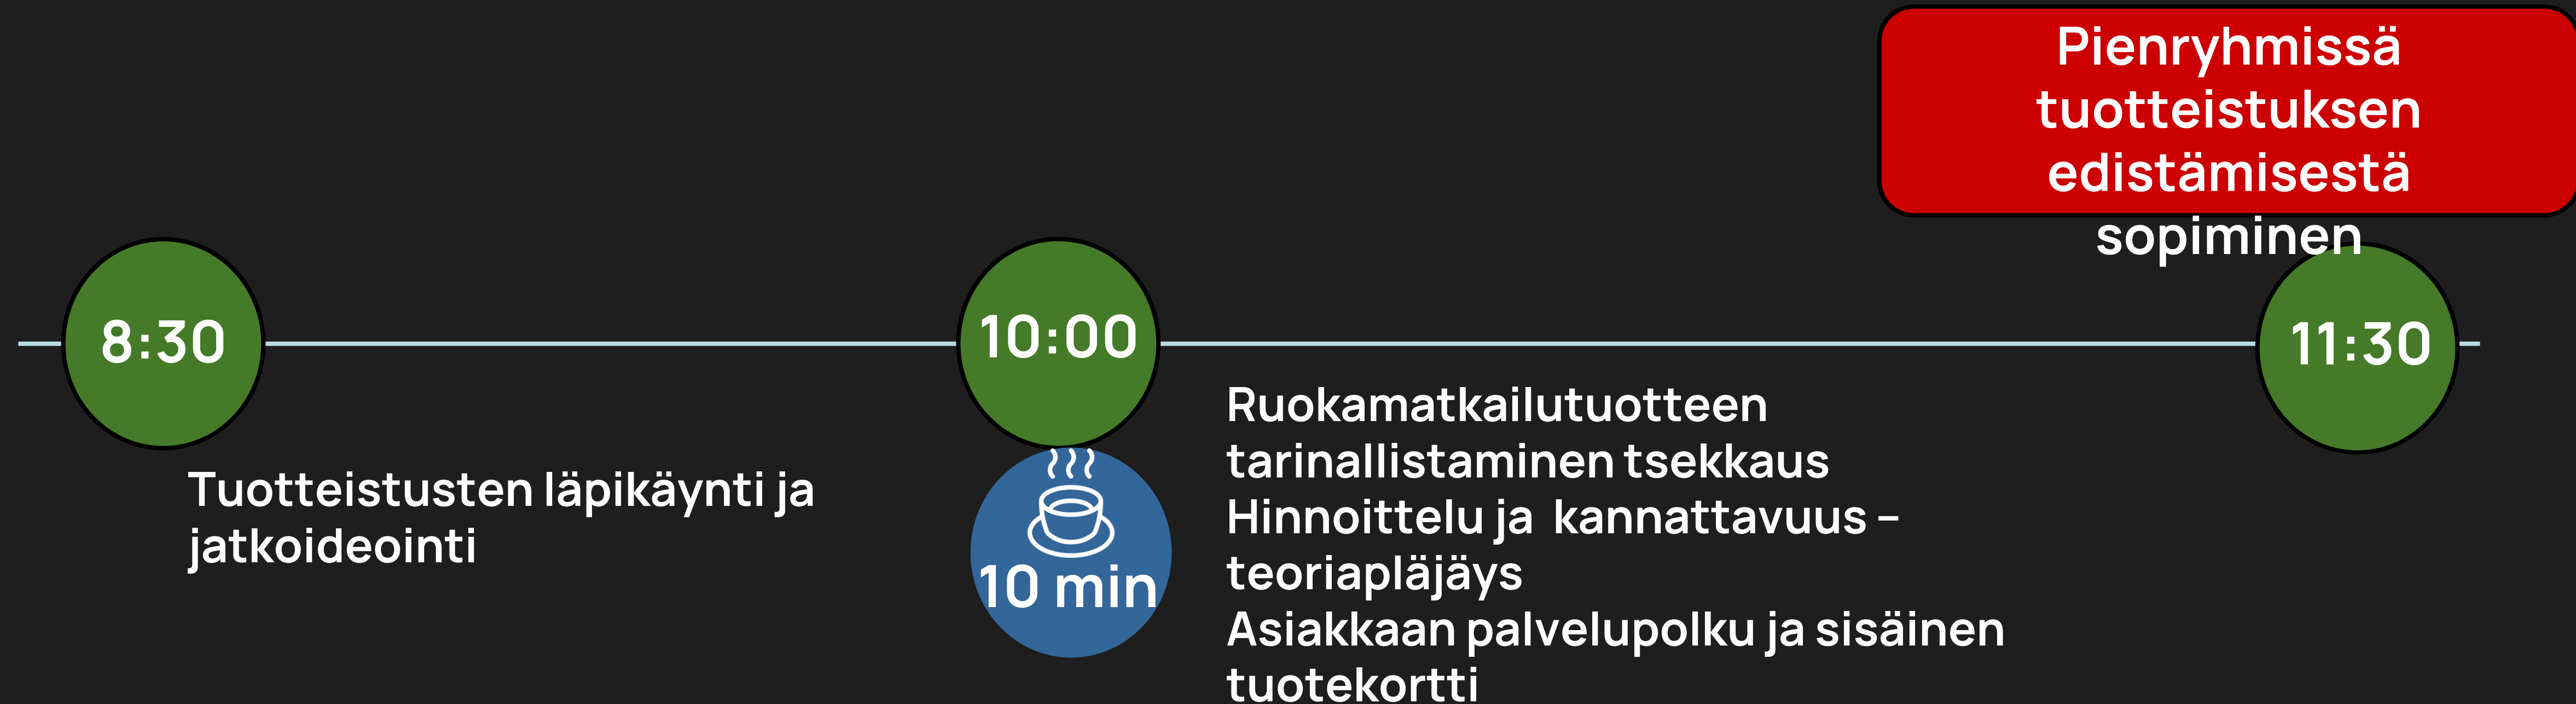 Pienryhmissä
tuotteistuksen
edistämisestä
sopiminen
8:30
10:00
11:30
Tuotteistusten läpikäynti ja
jatkoideointi
10 min
Ruokamatkailutuotteen
tarinallistaminen tsekkaus
Hinnoittelu ja  kannattavuus –
teoriapläjäys
Asiakkaan palvelupolku ja sisäinen
tuotekortti